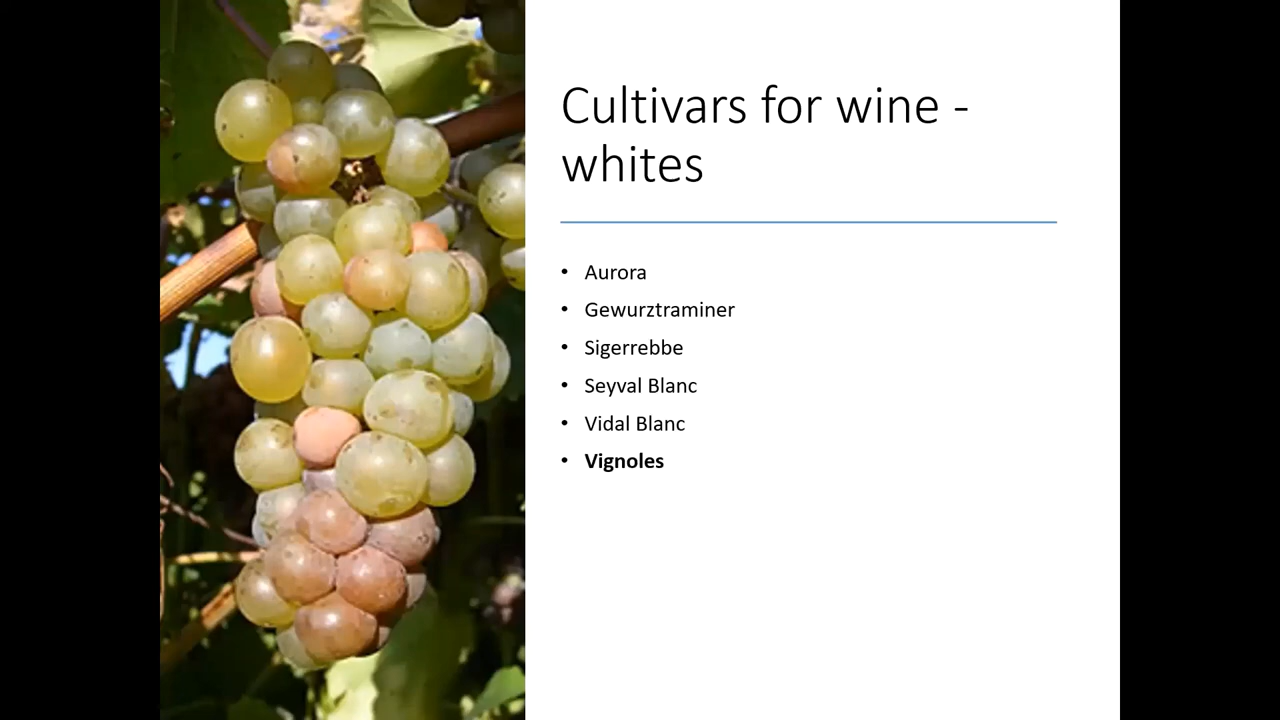 Cultivars for wine -
whites
• Aurora
• Gewurztraminer
• Sigerrebbe
• Seyval Blanc
• Vidal Blanc
• Vignoles